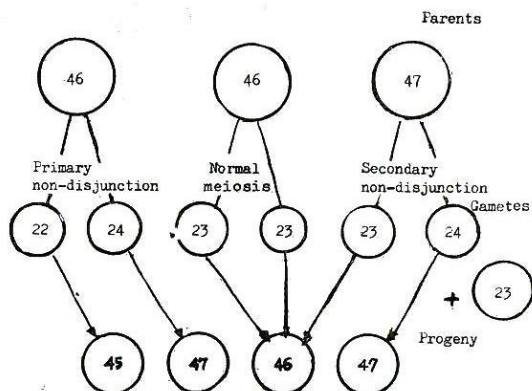 Parents
46
46
47
Primary
non-disjunction
Normal
meiosis
Secondary
non-disjunction
Gametes
22
24
23
23
23
24
+
23
Progeny
45
47
46
47